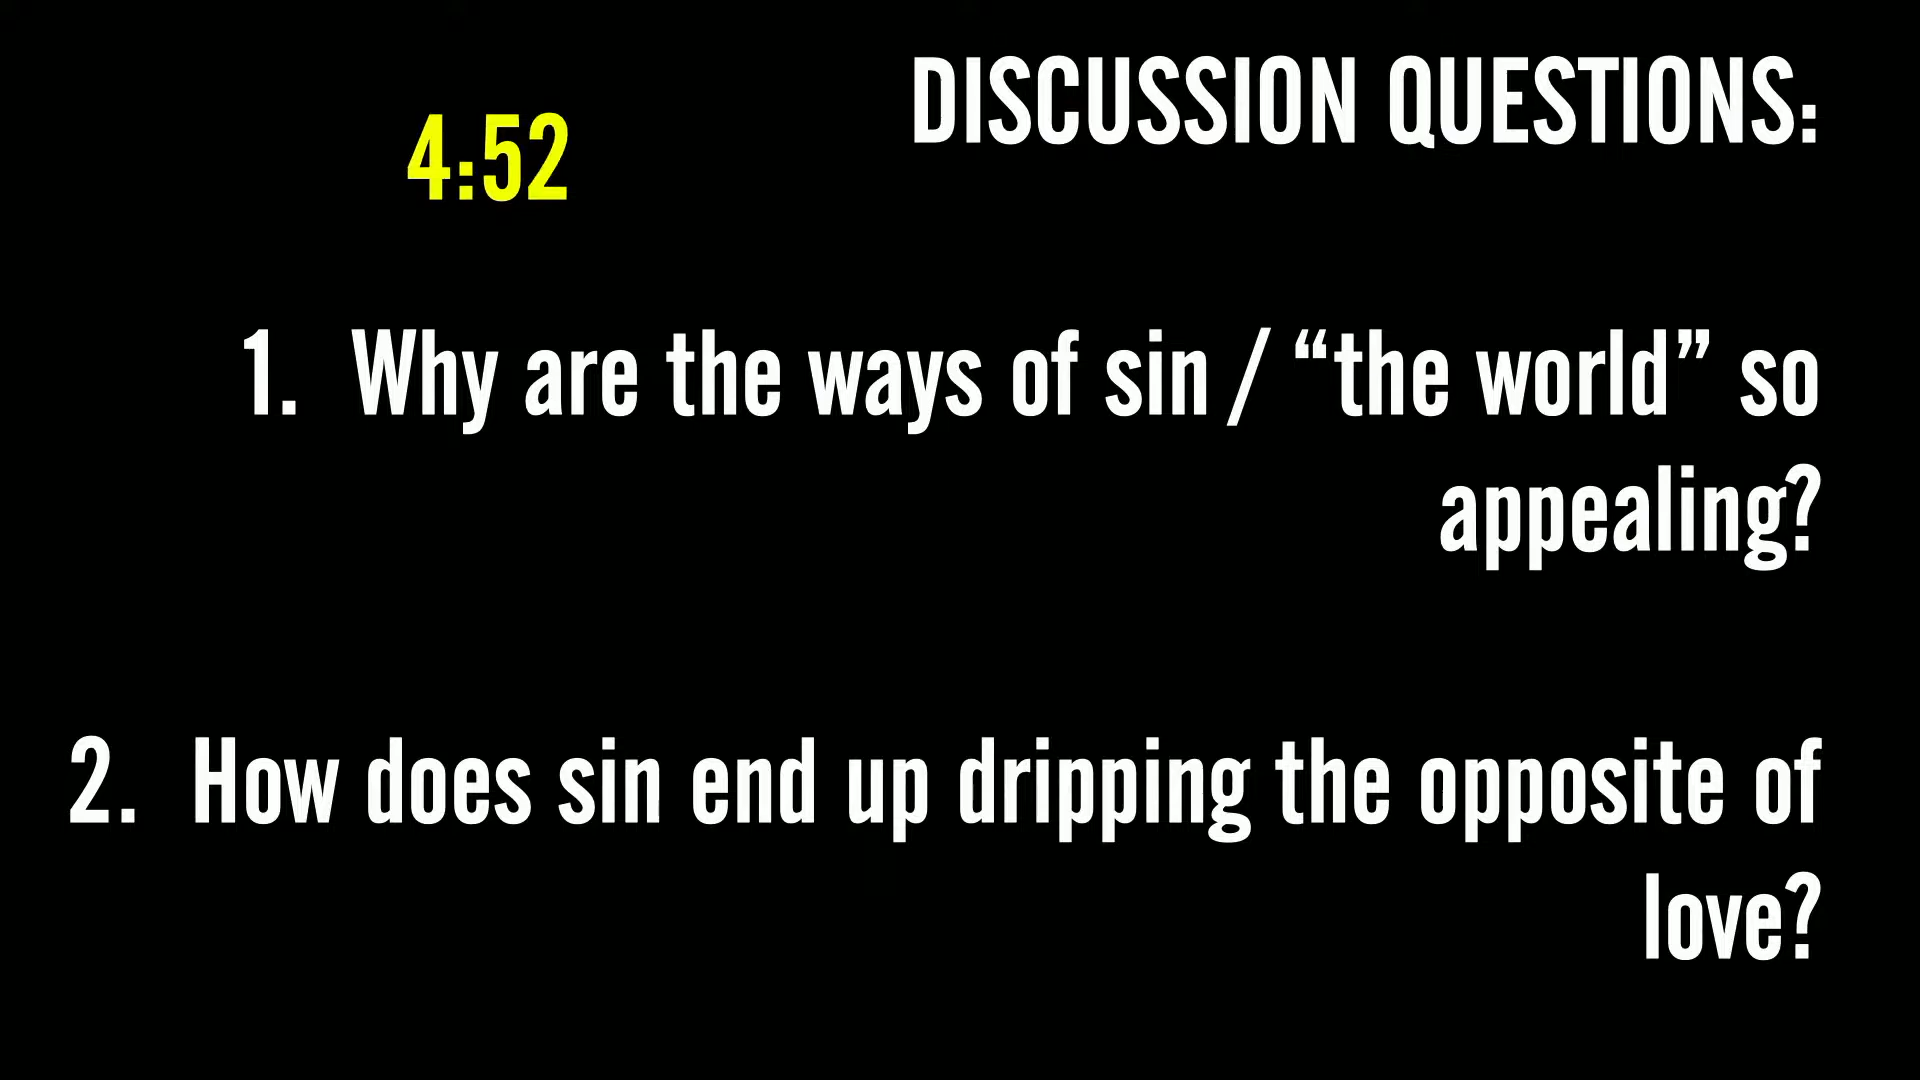 DISCUSSION QUESTIONS:
4:52
1. Why are the ways of sin / “the world” so
appealing?
2. How does sin end up dripping the opposite of
love?